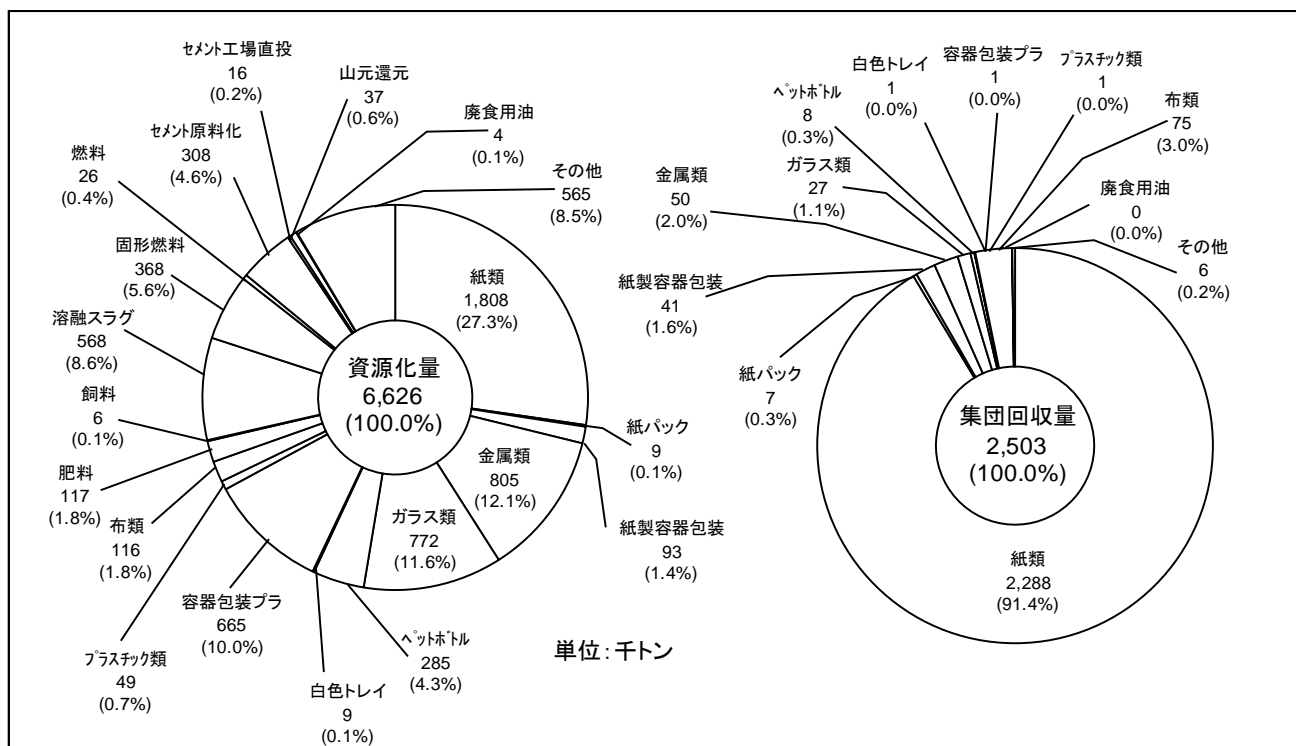 セメント工場直投
16
(0.2%)
山元還元
37
(0.6%)
廃食用油
4
(0.1%)
その他
565
(8.5%)
セメント原料化
308
(4.6%)
燃料
26
(0.4%)
固形燃料
368
(5.6%)
溶融スラグ
568
(8.6%)
飼料
6
(0.1%)
肥料
117
(1.8%)
布類
116
(1.8%)
プラスチック類
49
(0.7%)
容器包装プラ
665
(10.0%)
白色トレイ
9
(0.1%)
ペットボトル
285
(4.3%)
ガラス類
772
(11.6%)
金属類
805
(12.1%)
紙製容器包装
93
(1.4%)
紙パック
9
(0.1%)
紙類
1,808
(27.3%)
資源化量
6,626
(100.0%)
単位:千トン
白色トレイ
1
(0.0%)
容器包装プラ
1
(0.0%)
プラスチック類
1
(0.0%)
布類
75
(3.0%)
廃食用油
0
(0.0%)
その他
6
(0.2%)
ペットボトル
8
(0.3%)
ガラス類
27
(1.1%)
金属類
50
(2.0%)
紙製容器包装
41
(1.6%)
紙パック
7
(0.3%)
集団回収量
2,503
(100.0%)
紙類
2,288
(91.4%)